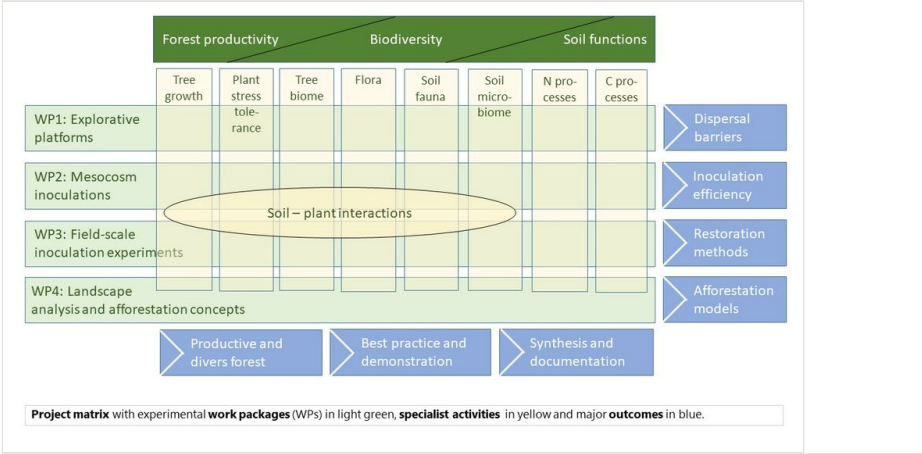 Forest productivity Biodiversity Soil functions
Tree
growth
Plant
stress
tole-
rance
Tree
biome
Flora
Soil
fauna
Soil
micro-
biome
N pro-
cesses
C pro-
cesses
WP1: Explorative
platforms
Dispersal
barriers
WP2: Mesocosm
inoculations
Inoculation
efficiency
Soil – plant interactions
WP3: Field-scale
inoculation experiments
Restoration
methods
WP4: Landscape
analysis and afforestation concepts
Afforestation
models
Productive and
divers forest
Best practice and
demonstration
Synthesis and
documentation
Project matrix with experimental work packages (WPs) in light green, specialist activities in yellow and major outcomes in blue.